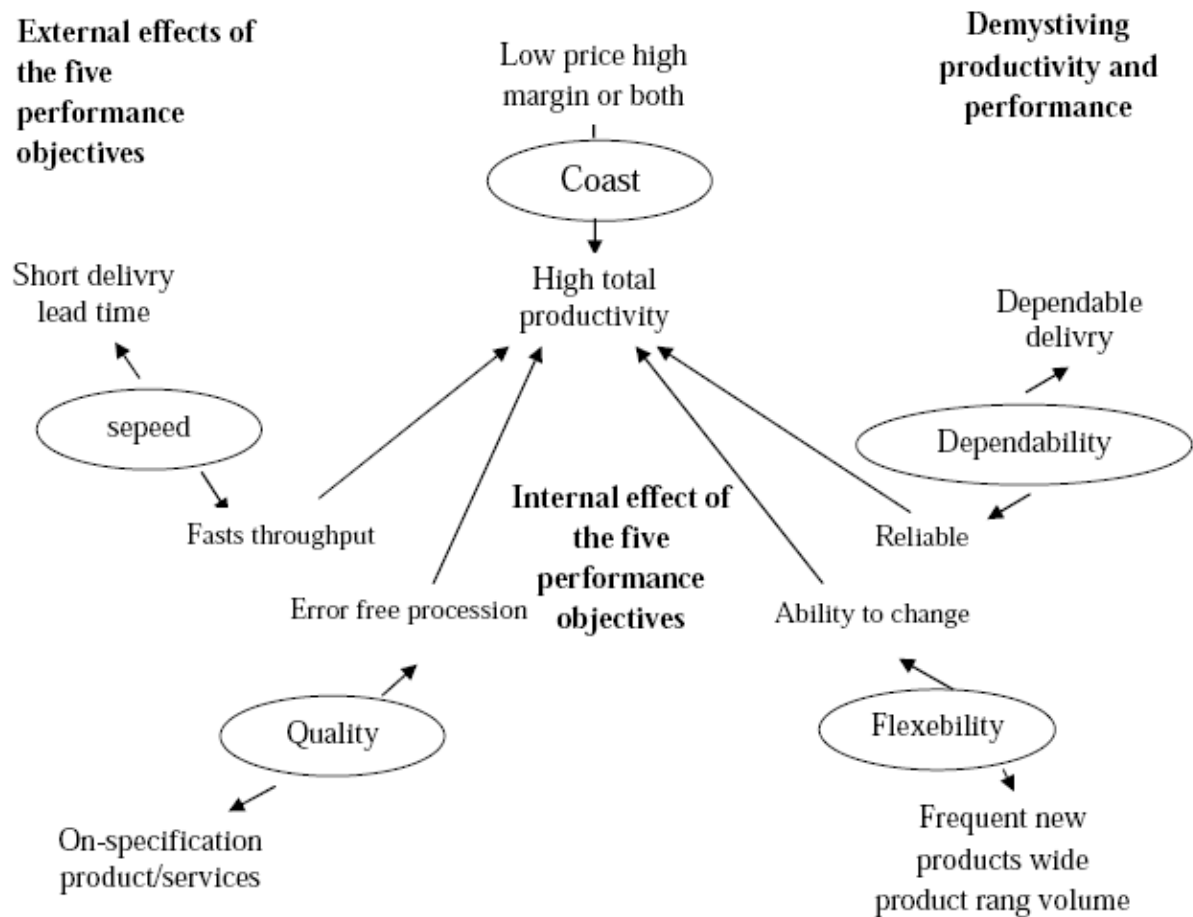 External effects of
the five
performance
objectives
Low price high
margin or both
Demystiving
productivity and
performance
Coast
Short delivry
lead time
High total
productivity
Dependable
delivry
sepeed
Dependability
Fasts throughput
Internal effect of
the five
performance
objectives
Reliable
Error free procession
Ability to change
Quality
Flexebility
On-specification
product/services
Frequent new
products wide
product rang volume